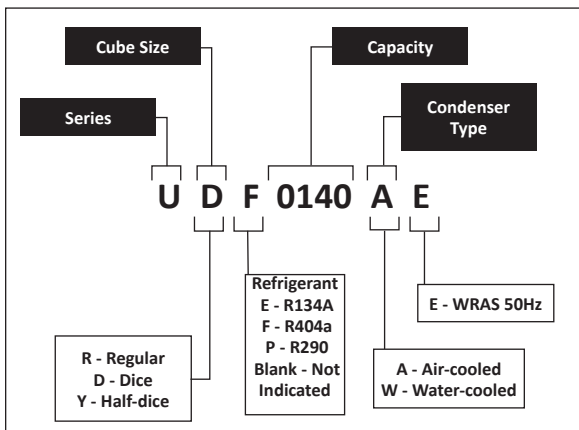 Cube Size
Capacity
Series
Condenser
Type
U D F 0140 A E
Refrigerant
E - R134A
F - R404a
P - R290
Blank - Not
Indicated
E - WRAS 50Hz
R - Regular
D - Dice
Y - Half-dice
A - Air-cooled
W - Water-cooled